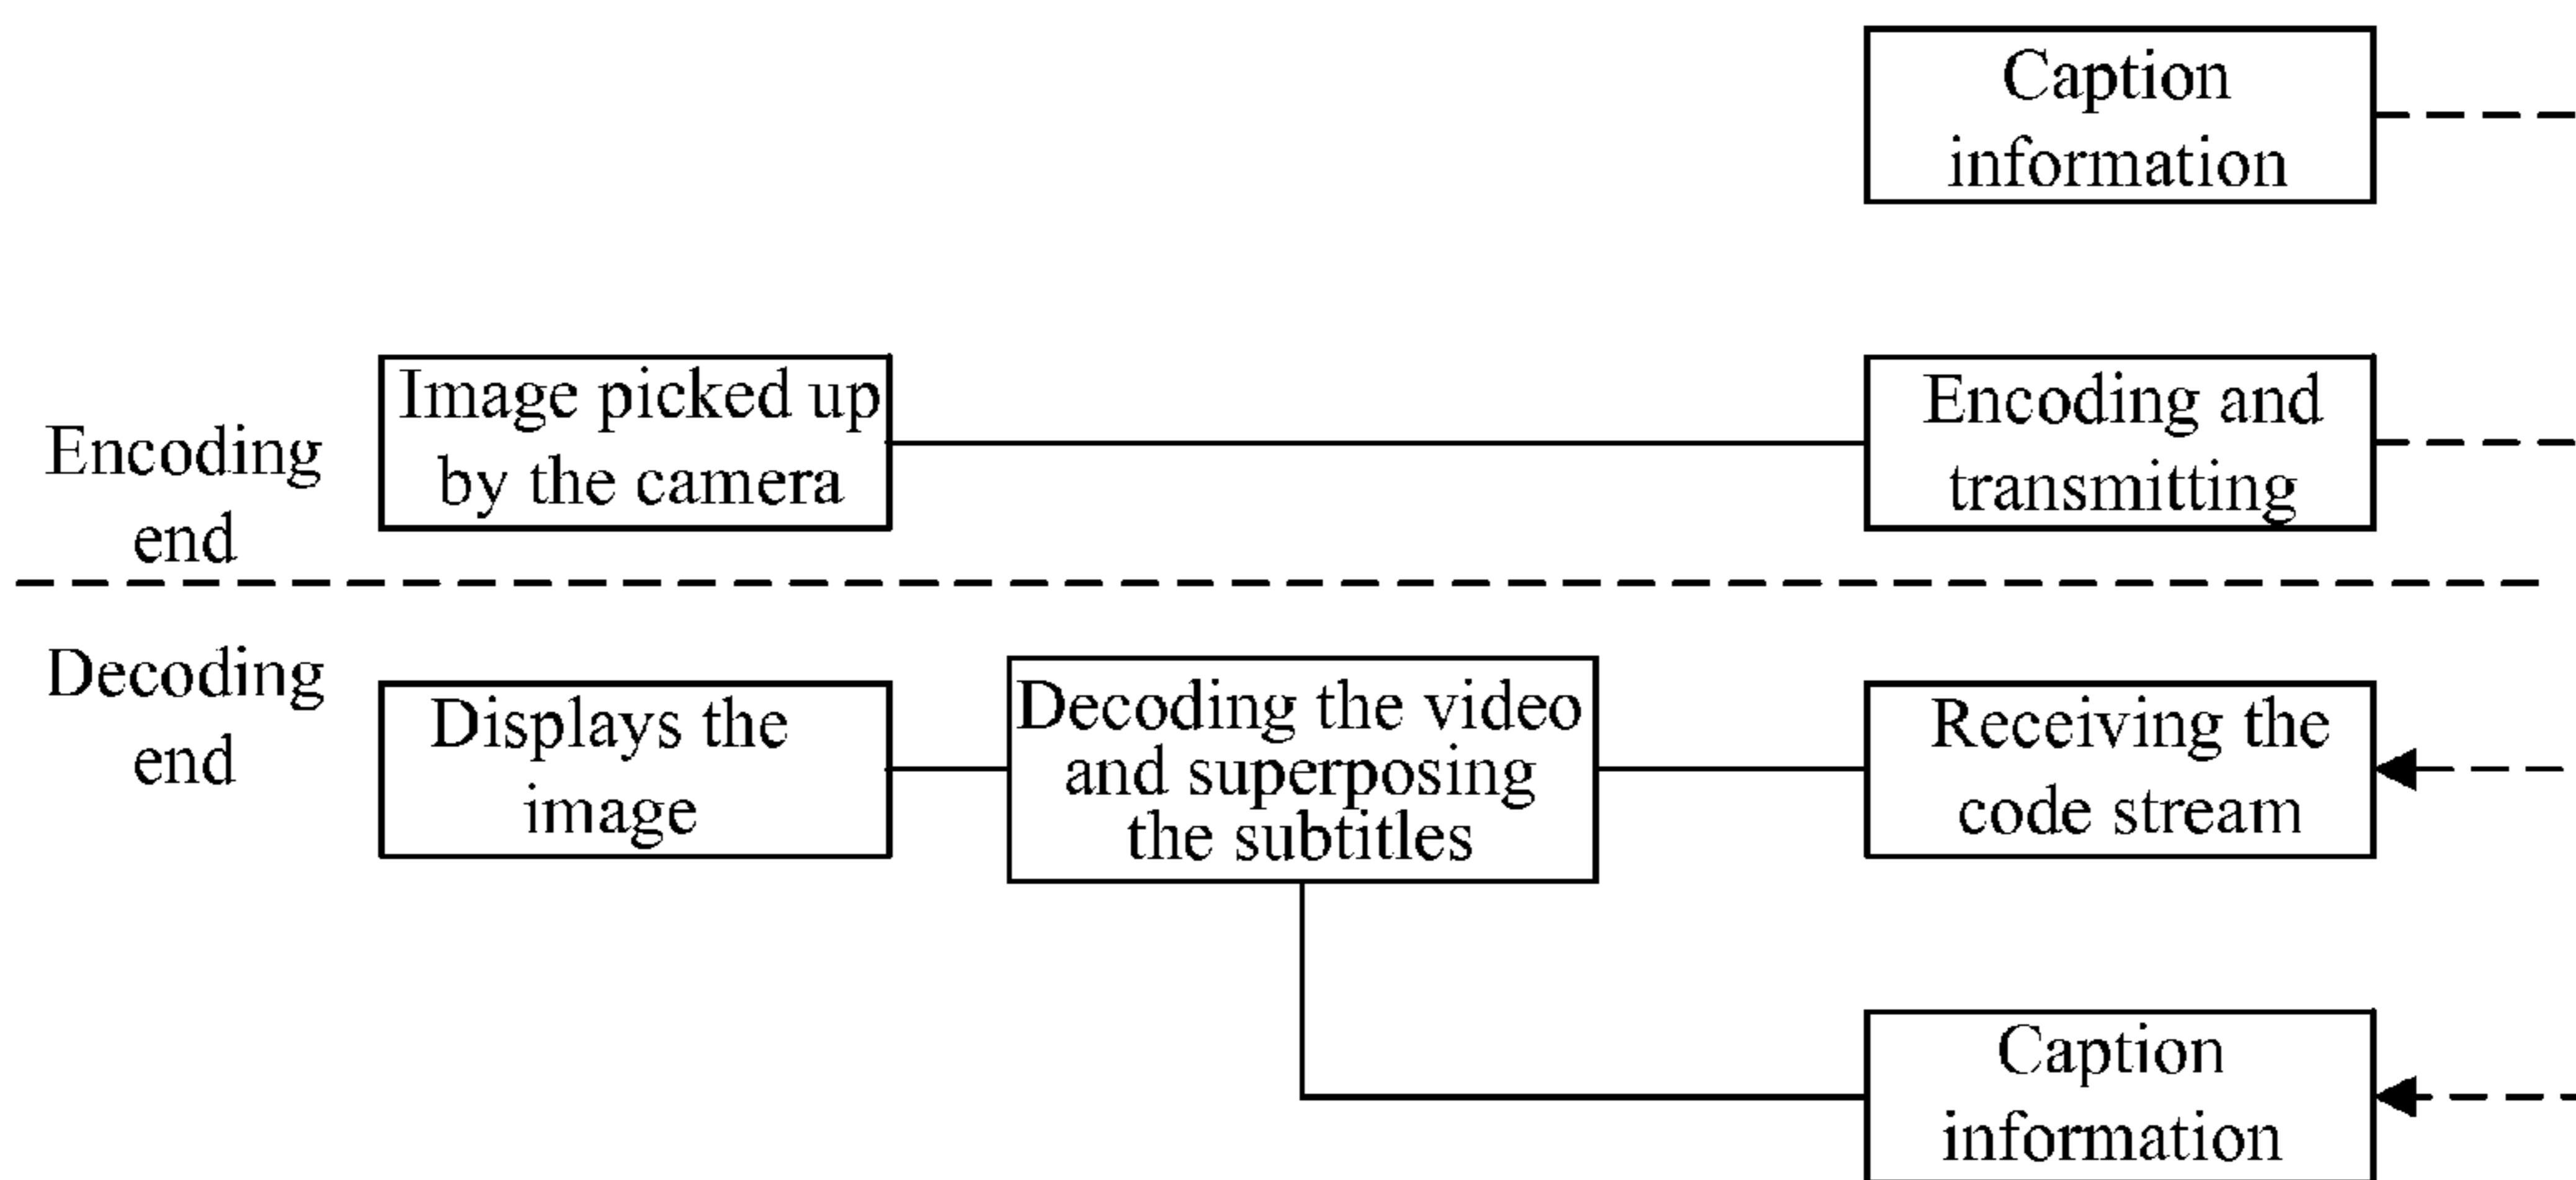 Caption
information
Image picked up
by the camera
Encoding and
transmitting
Encoding
end
Decoding
end
Displays the
image
Decoding the video
and superposing
the subtitles
Receiving the
code stream
Caption
information